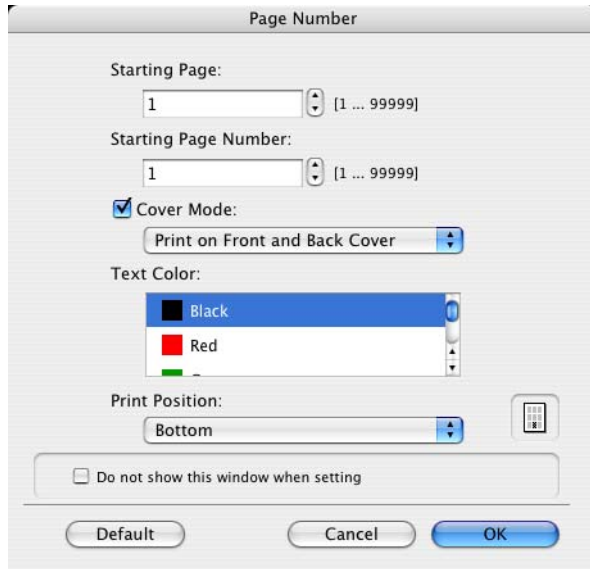 Page Number
Starting Page:
1 [1 ... 99999]
Starting Page Number:
1 [1 ... 99999]
Cover Mode:
Print on Front and Back Cover
Text Color:
Black
Red
Print Position:
Bottom
Do not show this window when setting
Default Cancel OK